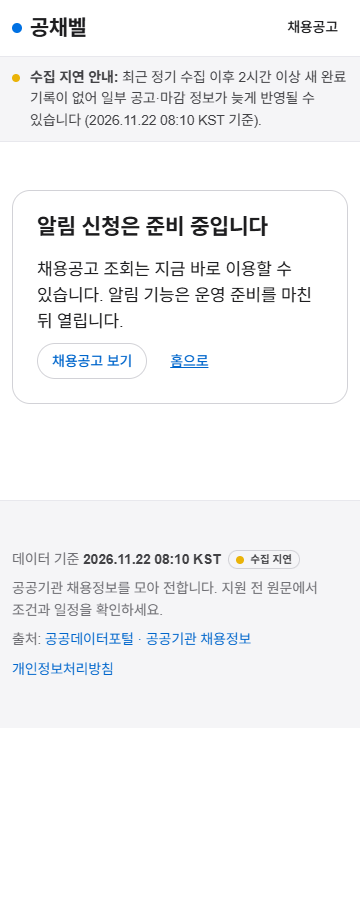 공채벨
채용공고
수집 지연 안내: 최근 정기 수집 이후 2시간 이상 새 완료
기록이 없어 일부 공고·마감 정보가 늦게 반영될 수
있습니다 (2026.11.22 08:10 KST 기준).
알림 신청은 준비 중입니다
채용공고 조회는 지금 바로 이용할 수
있습니다. 알림 기능은 운영 준비를 마친
뒤 열립니다.
채용공고 보기
홈으로
데이터 기준 2026.11.22 08:10 KST 수집 지연
공공기관 채용정보를 모아 전합니다. 지원 전 원문에서
조건과 일정을 확인하세요.
출처: 공공데이터포털 · 공공기관 채용정보
개인정보처리방침